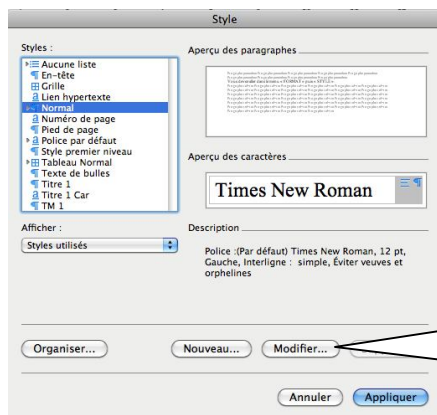 Style
Styles :
Aucune liste
En-tête
Grille
Lien hypertexte
Normal
Numéro de page
Pied de page
Police par défaut
Style premier niveau
Tableau Normal
Texte de bulles
Titre 1
Titre 1 Car
TM 1
Afficher :
Styles utilisés
Aperçu des paragraphes
Aperçu des caractères
Times New Roman
Description
Police :(Par défaut) Times New Roman, 12 pt,
Gauche, Interligne : simple, Éviter veuves et
orphelines
Organiser...
Nouveau...
Modifier...
Annuler
Appliquer